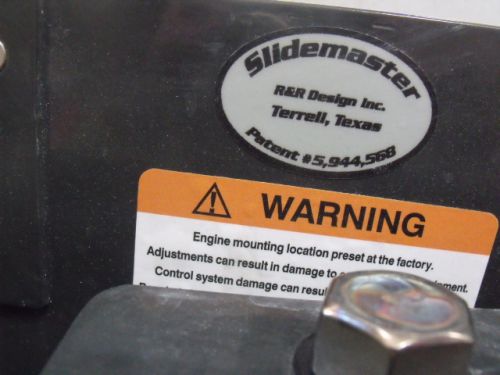 Slidemaster
R&R Design Inc.
Terrell, Texas
Patent #5,944,568
WARNING
Engine mounting location preset at the factory.
Adjustments can result in damage to
Control system damage can resul